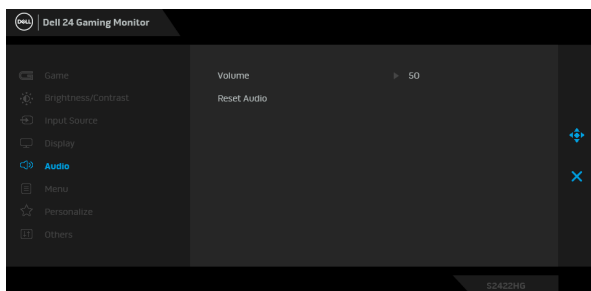 DELL Dell 24 Gaming Monitor
Game
Volume 50
Brightness/Contrast
Reset Audio
Input Source
Display
Audio
Menu
Personalize
Others
S2422HG